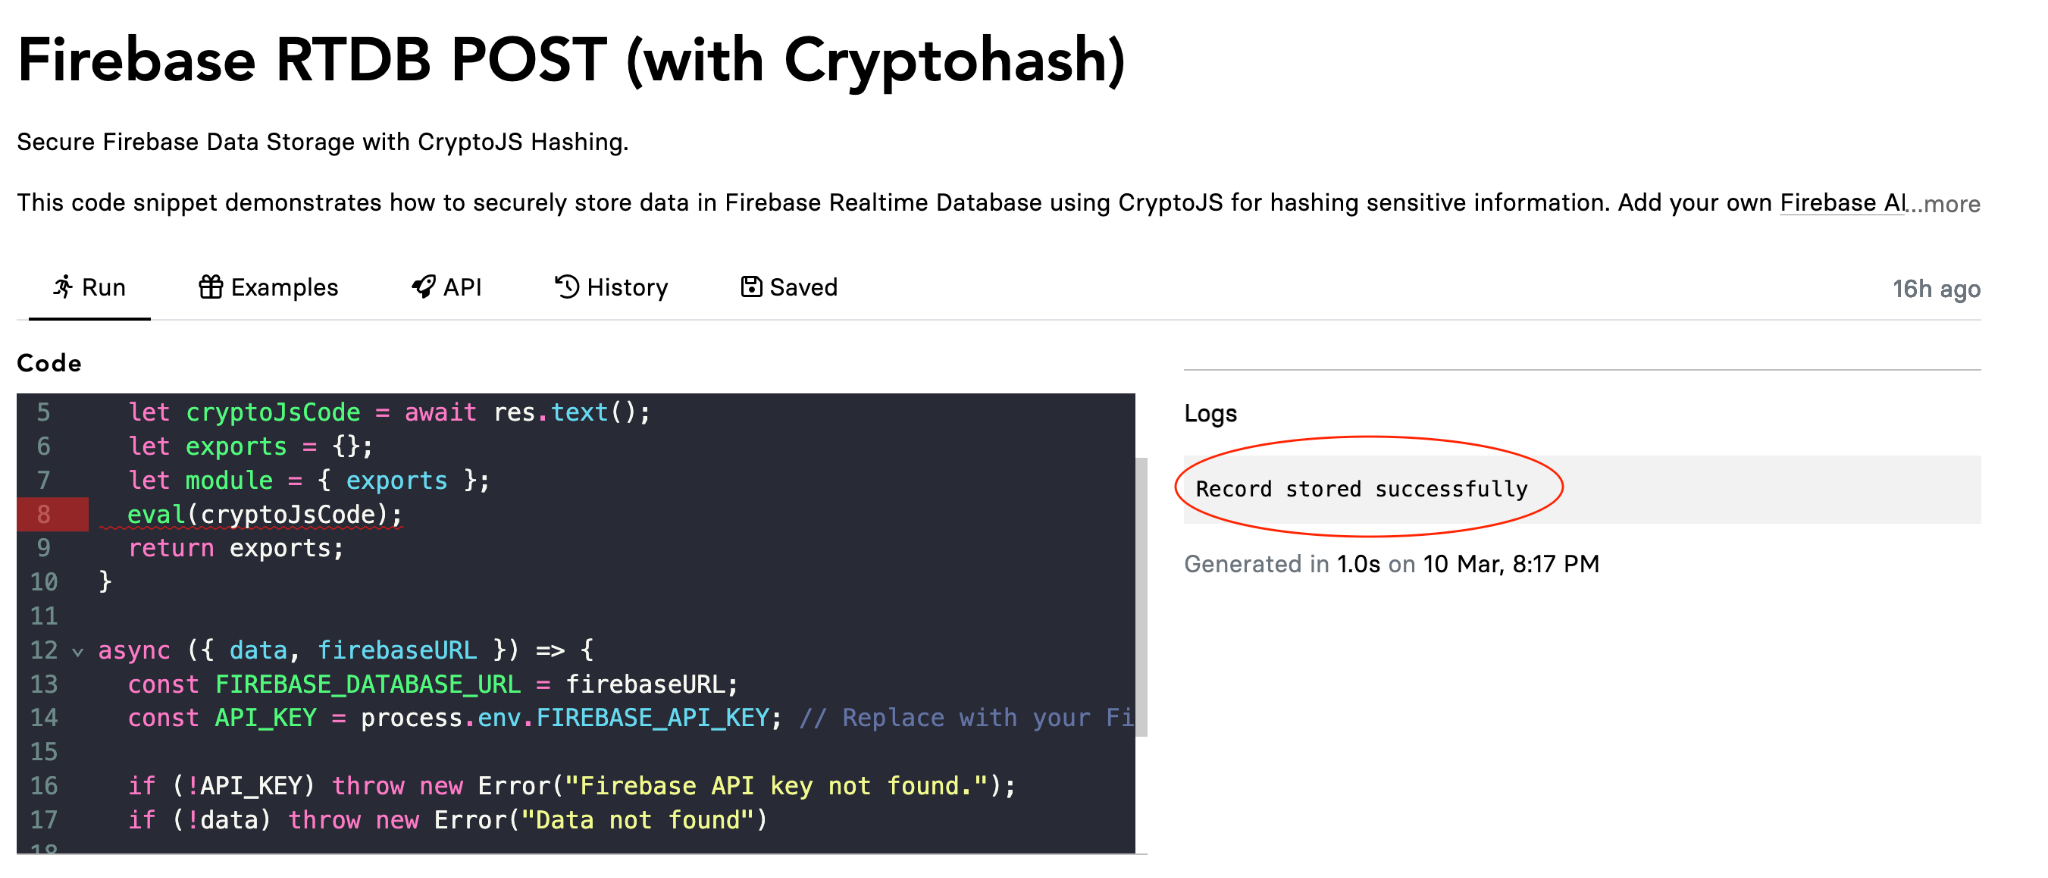 Firebase RTDB POST (with Cryptohash)
Secure Firebase Data Storage with CryptoJS Hashing.
This code snippet demonstrates how to securely store data in Firebase Realtime Database using CryptoJS for hashing sensitive information. Add your own Firebase AI...more
Run Examples API History Saved 16h ago
Code
5 let cryptoJsCode = await res.text();
6 let exports = {};
7 let module = { exports };
8 eval(cryptoJsCode);
9 return exports;
10 }
11
12 async ({ data, firebaseURL }) => {
13 const FIREBASE_DATABASE_URL = firebaseURL;
14 const API_KEY = process.env.FIREBASE_API_KEY; // Replace with your Fi
15
16 if (!API_KEY) throw new Error("Firebase API key not found.");
17 if (!data) throw new Error("Data not found")
18
Logs
Record stored successfully
Generated in 1.0s on 10 Mar, 8:17 PM